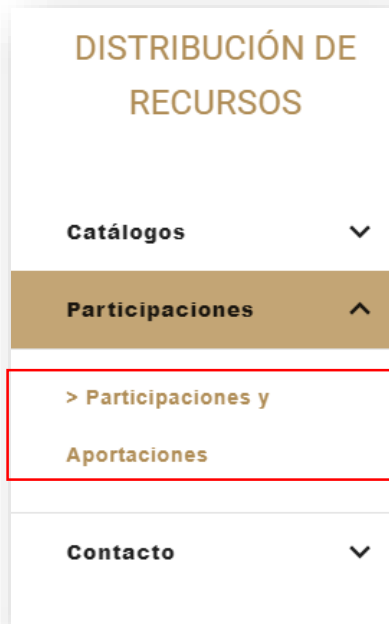 DISTRIBUCIÓN DE
RECURSOS
Catálogos
Participaciones
> Participaciones y
Aportaciones
Contacto